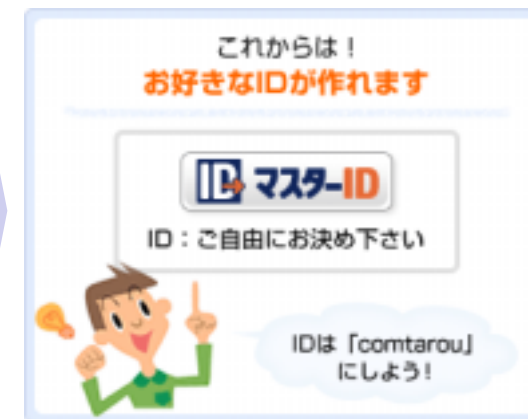 これからは！
お好きなIDが作れます
ID マスターID
ID：ご自由にお決め下さい
IDは「comtarou」
にしよう!